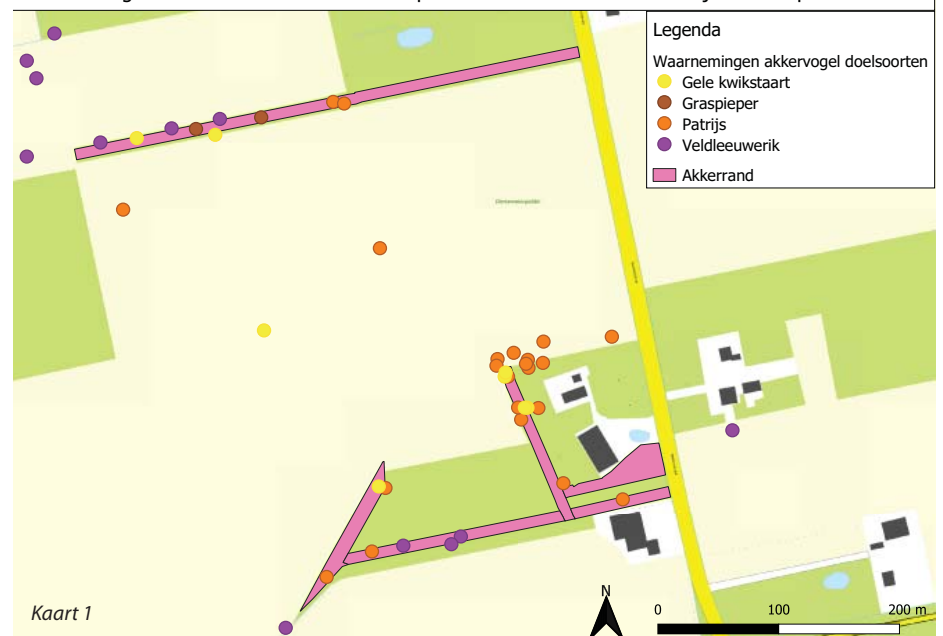 Legenda
Waarnemingen akkervogel doelsoorten
Gele kwikstaart
Graspieper
Patrijs
Veldleeuwerik
Akkerrand
Kaart 1
N
0 100 200 m